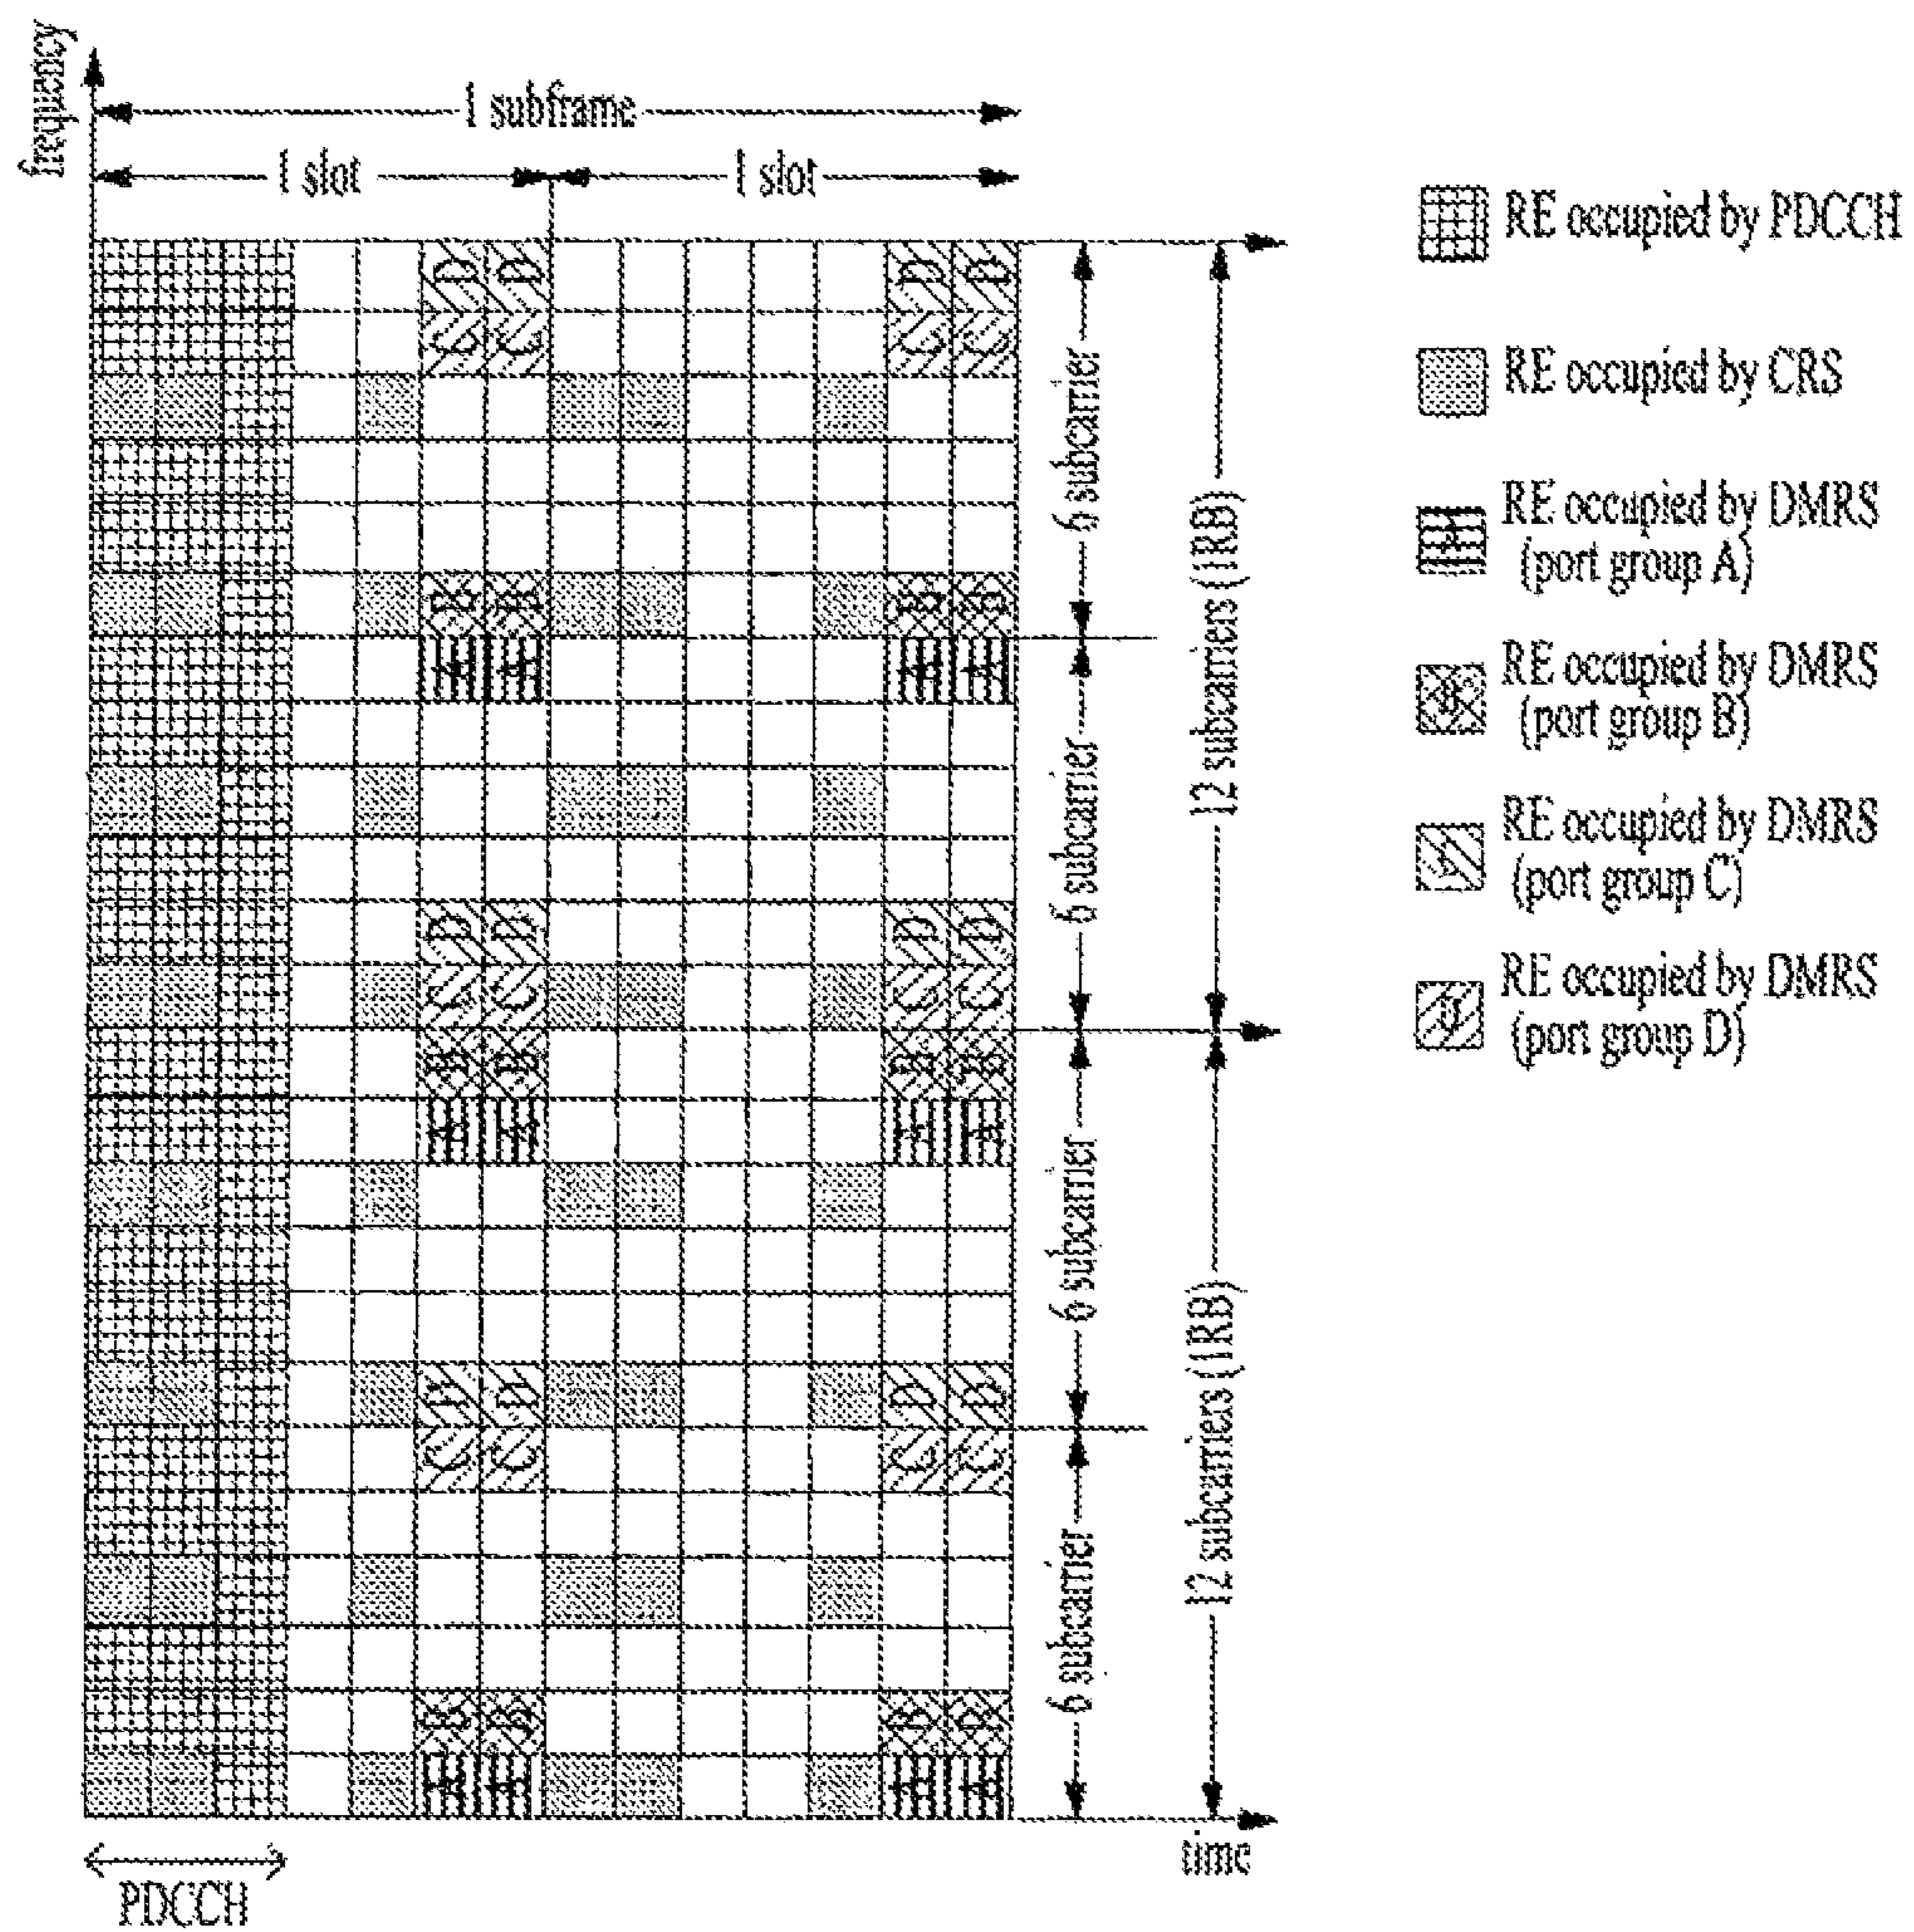 frequency
1 subframe
1 slot
1 slot
RE occupied by PDCCH
RE occupied by CRS
RE occupied by DMRS
(port group A)
RE occupied by DMRS
(port group B)
RE occupied by DMRS
(port group C)
RE occupied by DMRS
(port group D)
D D D D
C C C C
B B B B
A A A A
D D D D
C C C C
B B B B
A A A A
D D D D
C C C C
B B B B
A A A A
6 subcarrier
6 subcarrier
6 subcarrier
6 subcarrier
12 subcarriers (1RB)
12 subcarriers (1RB)
time
PDCCH